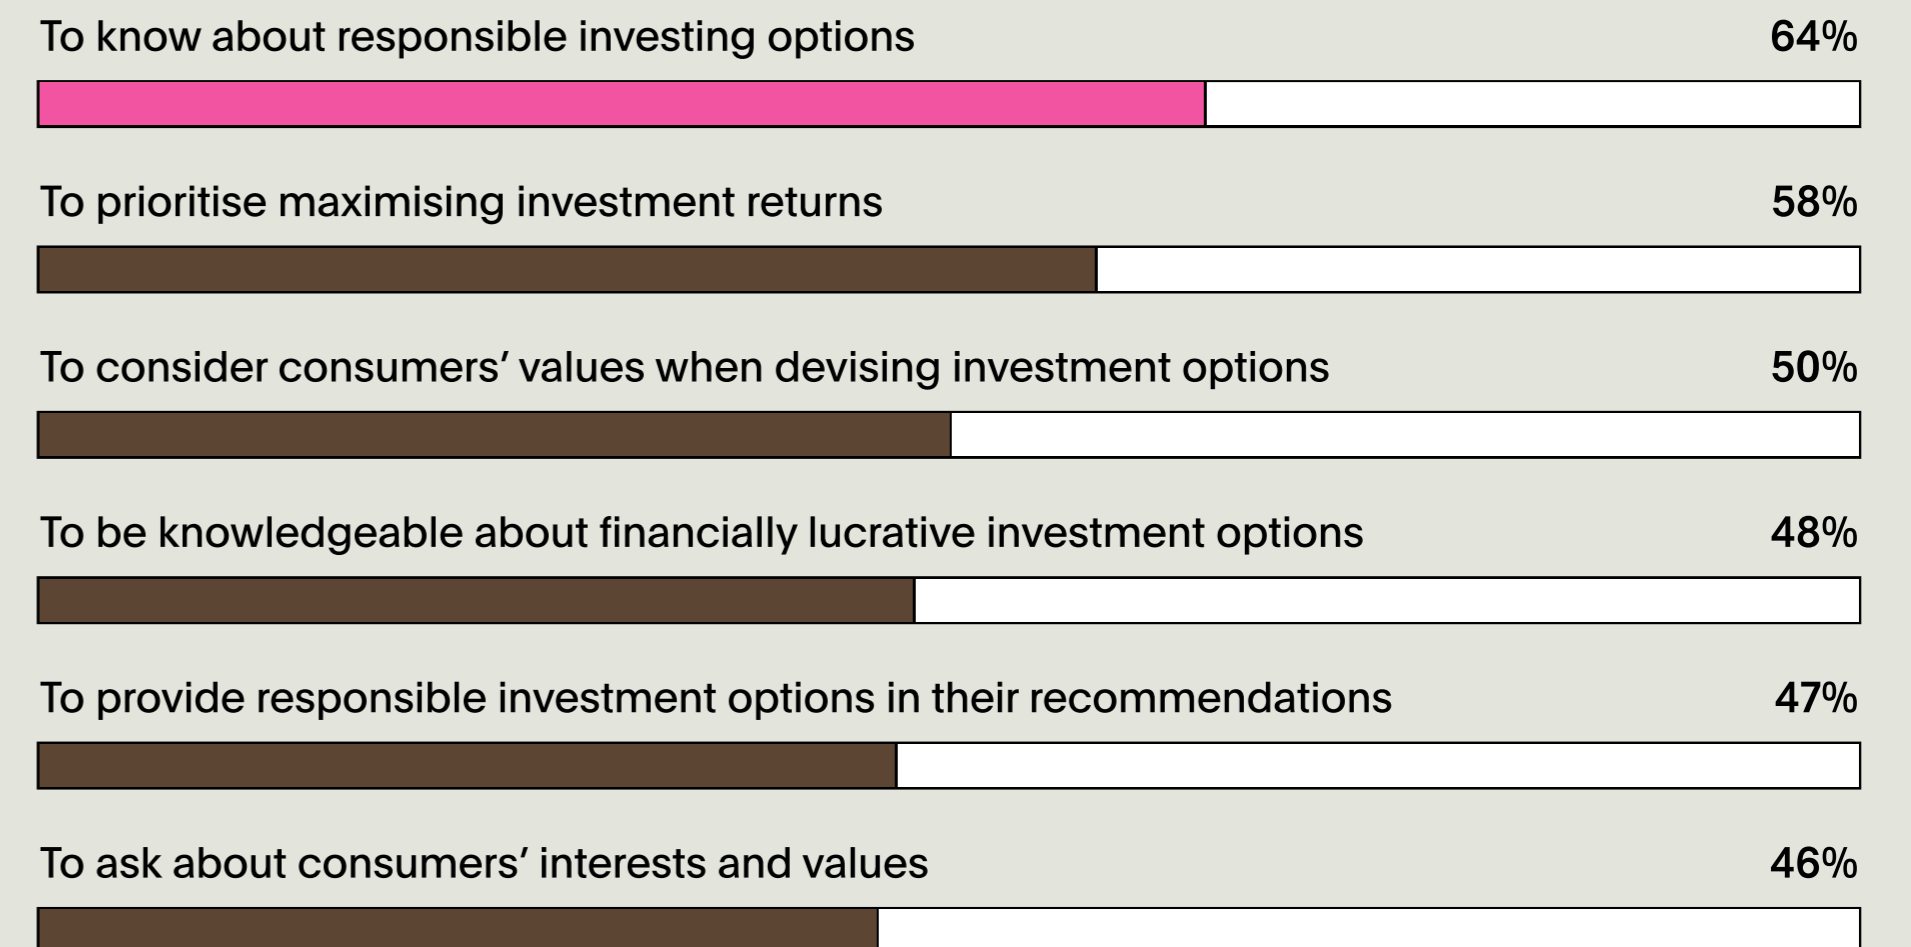 To know about responsible investing options 64%
To prioritise maximising investment returns 58%
To consider consumers’ values when devising investment options 50%
To be knowledgeable about financially lucrative investment options 48%
To provide responsible investment options in their recommendations 47%
To ask about consumers’ interests and values 46%